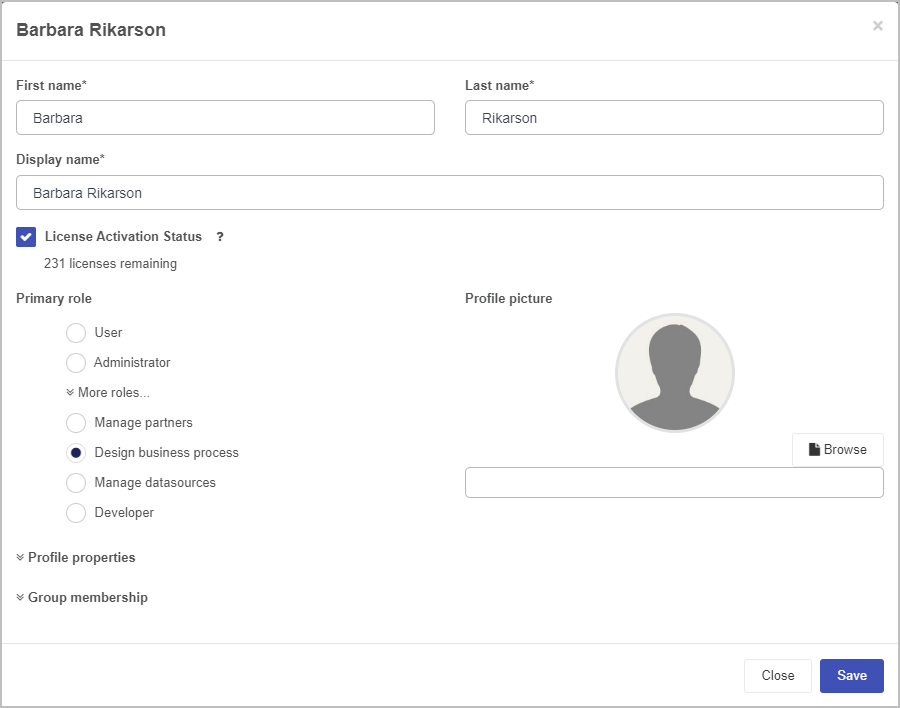 Barbara Rikarson
×
First name*
Last name*
Barbara
Rikarson
Display name*
Barbara Rikarson
License Activation Status ?
231 licenses remaining
Primary role
Profile picture
User
Administrator
More roles...
Manage partners
Design business process
Browse
Manage datasources
Developer
Profile properties
Group membership
Close
Save